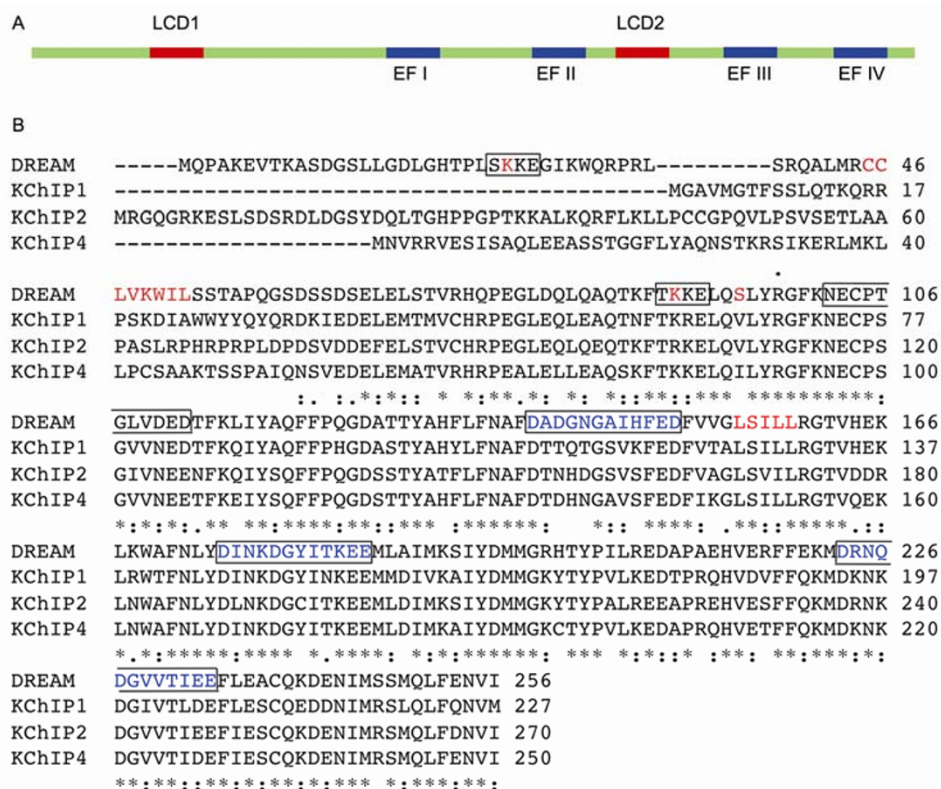 A
LCD1 LCD2
EF I EF II EF III EF IV
B
DREAM -----MQPAKEVTKASDGSLLGDLGHTPLSKKEGIKWQRPRL---------SRQALMRCC 46
KChIP1 -------------------------------------------MGAVMGTFSSLQTKQRR 17
KChIP2 MRGQGRKESLSDSRDLDGSYDQLTGHPPGPTKKALKQRFLKLLPCCGPQVLPSVSETLAA 60
KChIP4 --------------------MNVRRVESISAQLEEASSTGGFLYAQNSTKRSIKERLMKL 40
.
DREAM LVKWILSSTAPQGSDSSDSELELSTVRHQPEGLDQLQAQTKFTKKELQSLYRGFKNECPT 106
KChIP1 PSKDIAWWYYQYQRDKIEDELEMTMVCHRPEGLEQLEAQTNFTKRELQVLYRGFKNECPS 77
KChIP2 PASLRPHRPRPLDPDSVDDEFELSTVCHRPEGLEQLQEQTKFTRKELQVLYRGFKNECPS 120
KChIP4 LPCSAAKTSSPAIQNSVEDELEMATVRHRPEALELLEAQSKFTKKELQILYRGFKNECPS 100
:. :.*:*:: * *:**.*: *: *::**::*** ***********:
DREAM GLVDEDTFKLIYAQFFPQGDATTYAHFLFNAFDADGNGAIHFEDFVVGLSILLRGTVHEK 166
KChIP1 GVVNEDTFKQIYAQFFPHGDASTYAHYLFNAFDTTQTGSVKFEDFVTALSILLRGTVHEK 137
KChIP2 GIVNEENFKQIYSQFFPQGDSSTYATFLFNAFDTNHDGSVSFEDFVAGLSVILRGTVDDR 180
KChIP4 GVVNEETFKEIYSQFFPQGDSTTYAHFLFNAFDTDHNGAVSFEDFIKGLSILLRGTVQEK 160
*:*:*:.** **:****:**::*** :******: *:: ****: .**::*****.::
DREAM LKWAFNLYDINKDGYITKEEMLAIMKSIYDMMGRHTYPILREDAPAEHVERFFEKMDRNQ 226
KChIP1 LRWTFNLYDINKDGYINKEEMMDIVKAIYDMMGKYTYPVLKEDTPRQHVDVFFQKMDKNK 197
KChIP2 LNWAFNLYDLNKDGCITKEEMLDIMKSIYDMMGKYTYPALREEAPREHVESFFQKMDRNK 240
KChIP4 LNWAFNLYDINKDGYITKEEMLDIMKAIYDMMGKCTYPVLKEDAPRQHVETFFQKMDKNK 220
*.*:*****:**** *.****: *:*:******: *** *:*::* :**: **:***:*:
DREAM DGVVTIEEFLEACQKDENIMSSMQLFENVI 256
KChIP1 DGIVTLDEFLESCQEDDNIMRSLQLFQNVM 227
KChIP2 DGVVTIEEFIESCQKDENIMRSMQLFDNVI 270
KChIP4 DGVVTIDEFIESCQKDENIMRSMQLFENVI 250
**:**::**:*:**:*:*** *:***:**: